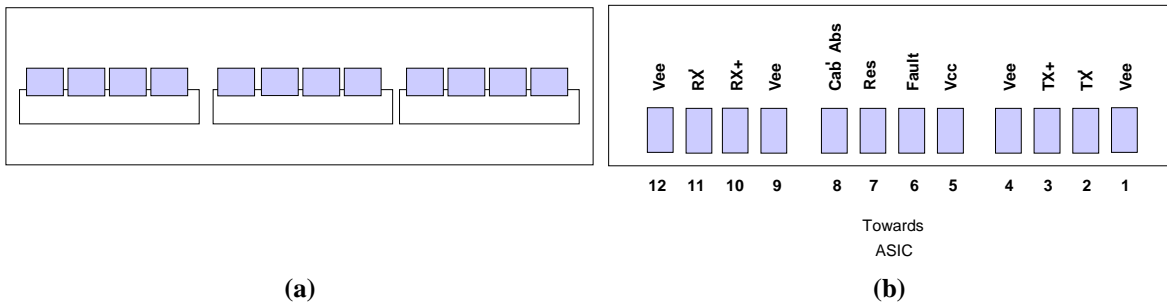 Vee RX' RX+ Vee Cab' Abs Res Fault Vcc Vee TX+ TX' Vee
12 11 10 9 8 7 6 5 4 3 2 1
Towards
ASIC
(a) (b)